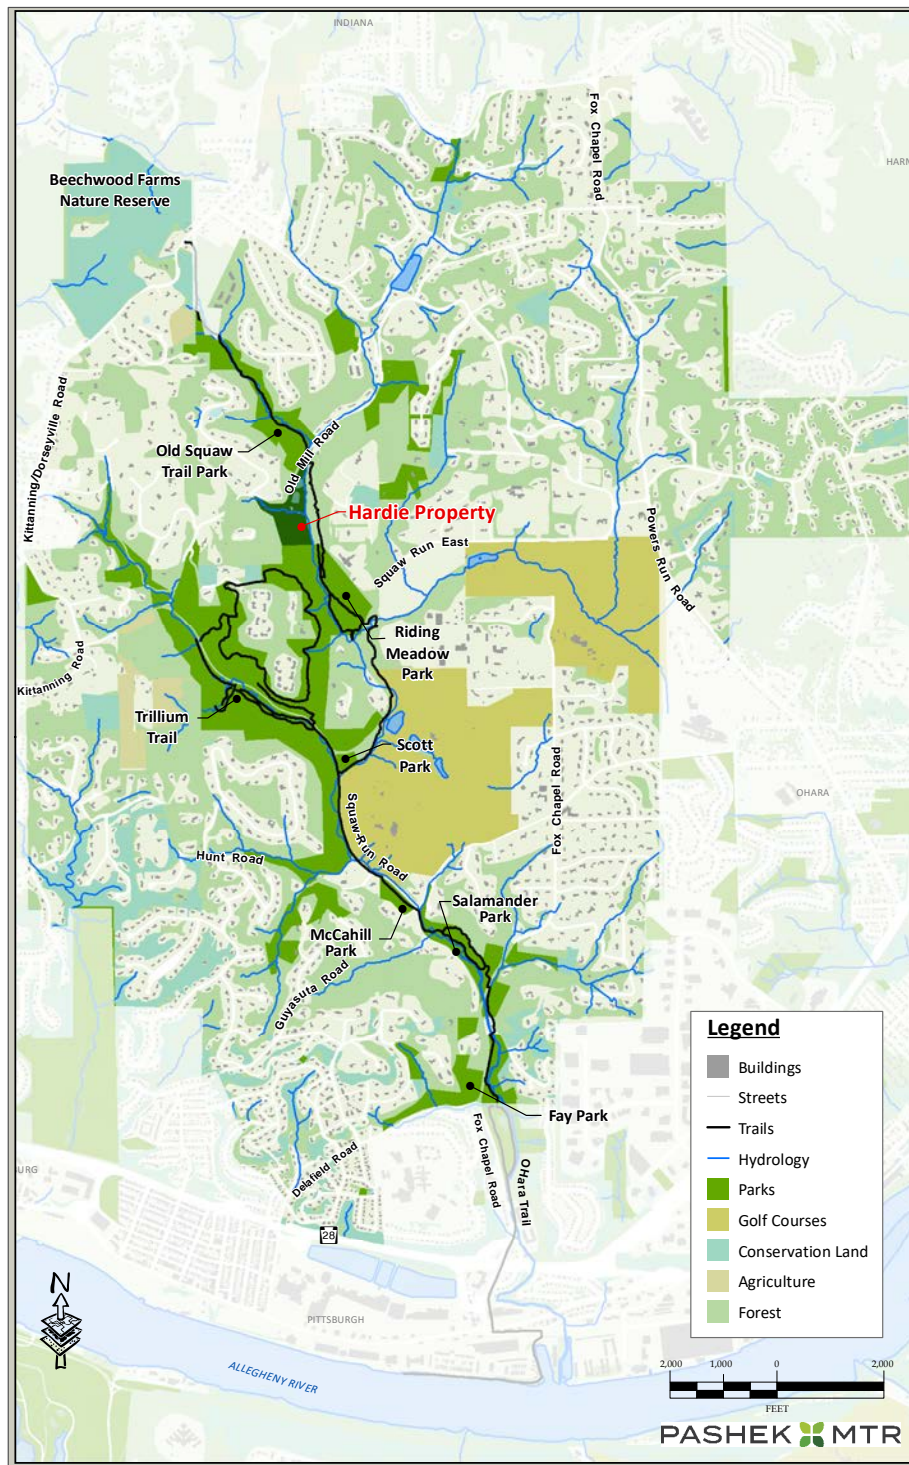 INDIANA
Fox Chapel Road
HARM
Beechwood Farms
Nature Reserve
Kittanning/Dorseyville Road
Old Squaw
Trail Park
Old Mill Road
Hardie Property
Squaw Run East
Powers Run Road
Riding
Meadow
Park
Kittanning Road
Trillium
Trail
Scott
Park
Fox Chapel Road
OHARA
Squaw Run Road
Hunt Road
Salamander
Park
McCahill
Park
Guyasuta Road
Fay Park
Fox Chapel Road
OHara Trail
Delafield Road
URG
28
PITTSBURGH
ALLEGHENY RIVER
N
Legend
Buildings
Streets
Trails
Hydrology
Parks
Golf Courses
Conservation Land
Agriculture
Forest
2,000 1,000 0 2,000
FEET
PASHEK MTR